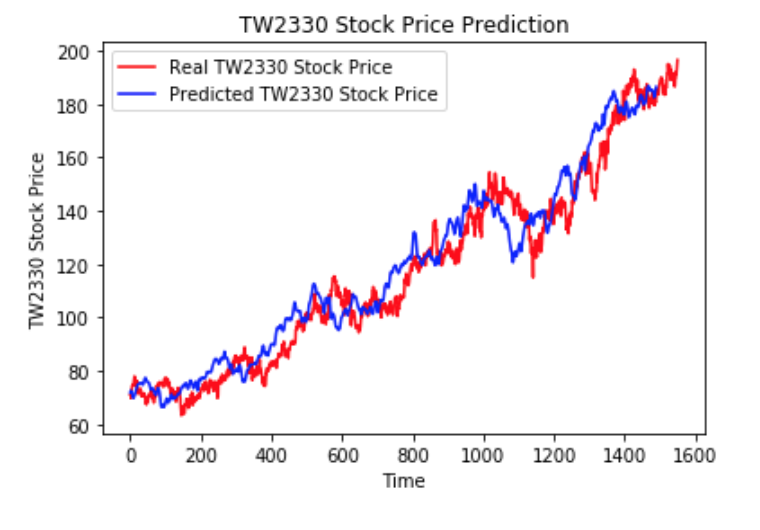 TW2330 Stock Price Prediction
Real TW2330 Stock Price
Predicted TW2330 Stock Price
TW2330 Stock Price
200
180
160
140
120
100
80
60
0 200 400 600 800 1000 1200 1400 1600
Time